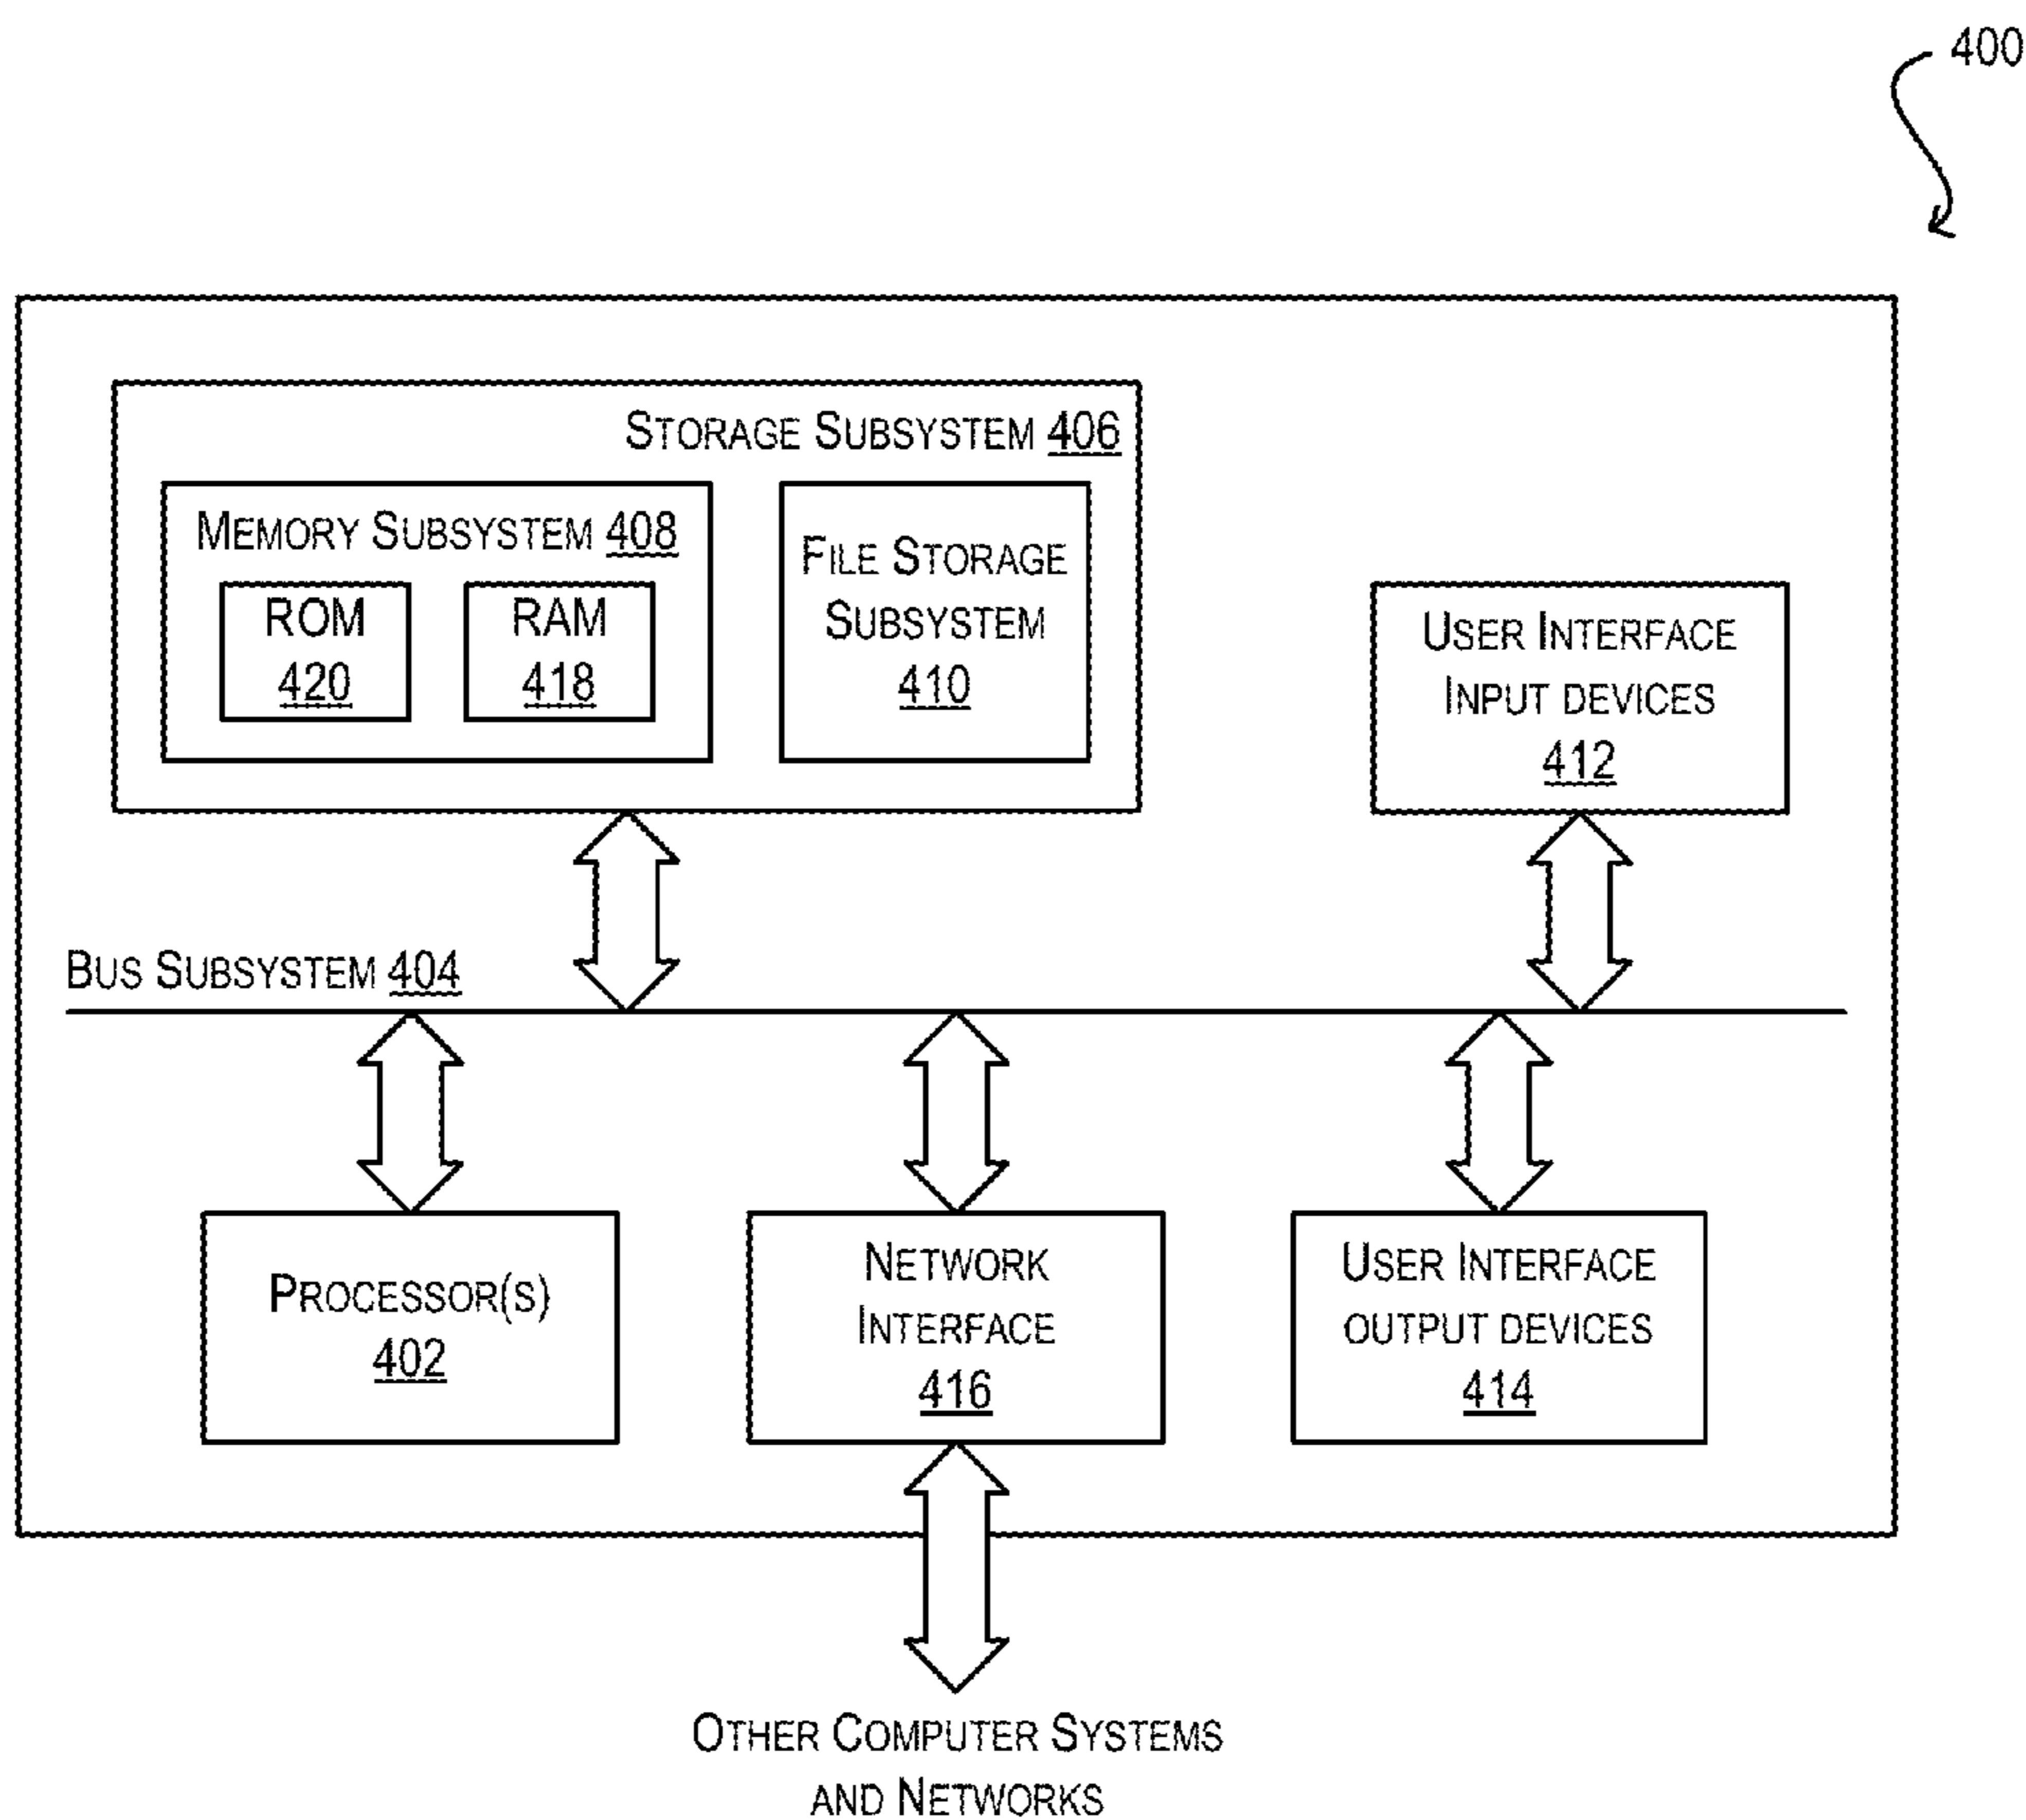 400
Storage Subsystem 406
Memory Subsystem 408
ROM
420
RAM
418
File Storage
Subsystem
410
User Interface
Input devices
412
Bus Subsystem 404
Processor(s)
402
Network
Interface
416
User Interface
output devices
414
Other Computer Systems
and Networks